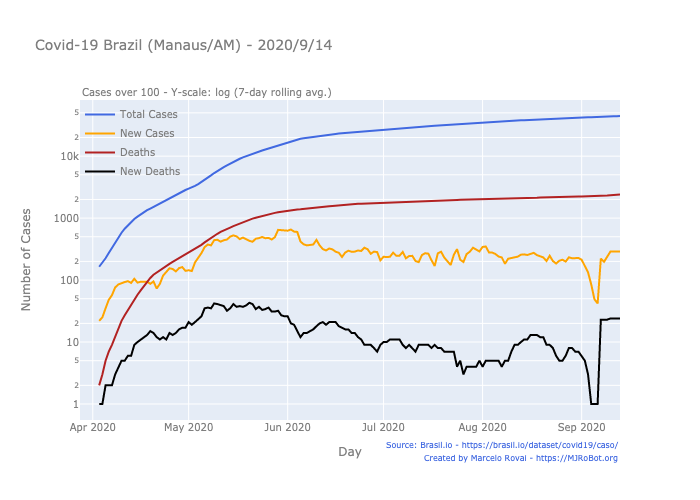 Covid-19 Brazil (Manaus/AM) - 2020/9/14
Cases over 100 - Y-scale: log (7-day rolling avg.)
Total Cases
New Cases
Deaths
New Deaths
5
2
10k
5
2
1000
5
2
100
5
2
10
5
2
1
Number of Cases
Apr 2020
May 2020
Jun 2020
Jul 2020
Aug 2020
Sep 2020
Day
Source: Brasil.io - https://brasil.io/dataset/covid19/caso/
Created by Marcelo Rovai - https://MJRoBot.org